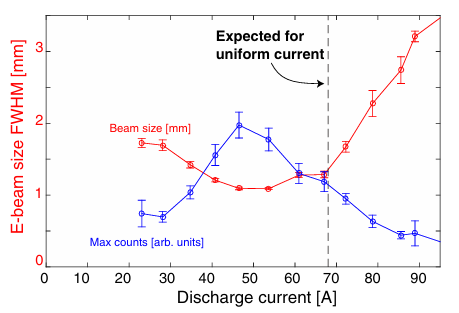 Expected for
uniform current
E-beam size FWHM [mm]
3
2
1
0
Beam size [mm]
Max counts [arb. units]
0 10 20 30 40 50 60 70 80 90
Discharge current [A]